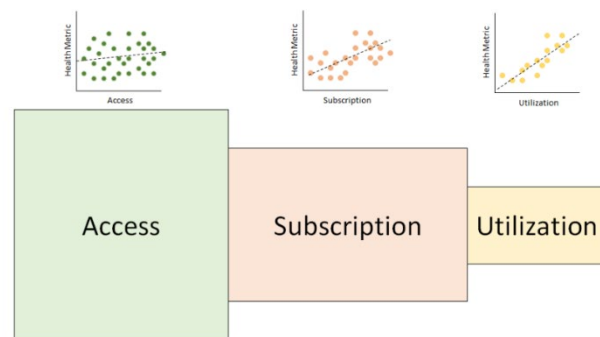 Health Metric
Access
Health Metric
Subscription
Health Metric
Utilization
Access
Subscription
Utilization